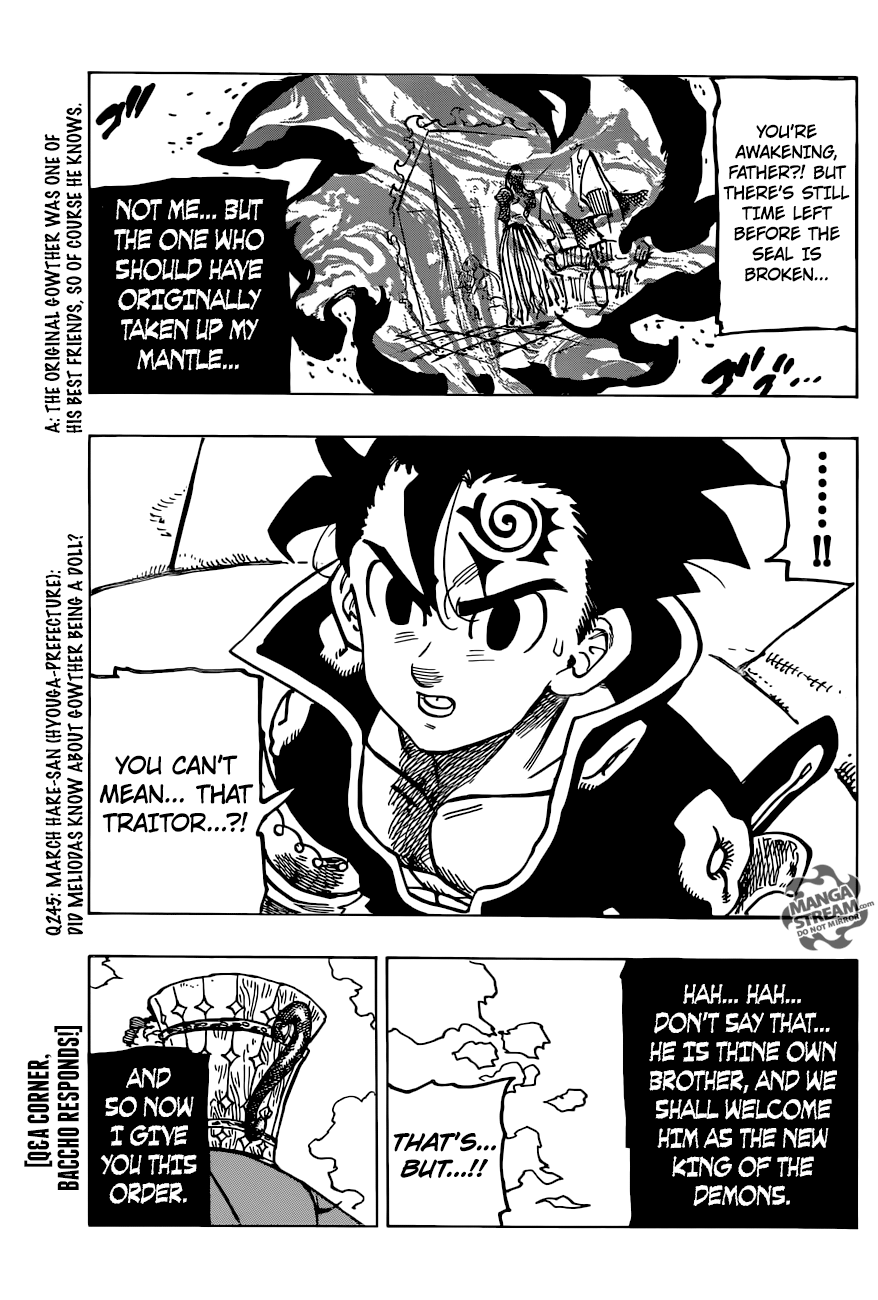 YOU'RE
AWAKENING,
FATHER?! BUT
THERE'S STILL
TIME LEFT
BEFORE THE
SEAL IS
BROKEN...
NOT ME... BUT
THE ONE WHO
SHOULD HAVE
ORIGINALLY
TAKEN UP MY
MANTLE...
........!!
YOU CAN'T
MEAN... THAT
TRAITOR...?!
HAH... HAH...
DON'T SAY THAT...
HE IS THINE OWN
BROTHER, AND WE
SHALL WELCOME
HIM AS THE NEW
KING OF THE
DEMONS.
THAT'S...
BUT...!!
AND
SO NOW
I GIVE
YOU THIS
ORDER.
[Q&A CORNER,
BACCHO RESPONDS!]
Q245: MARCH HARE-SAN (HYOUGA-PREFECTURE):
DID MELIODAS KNOW ABOUT GOWTHER BEING A DOLL?
A: THE ORIGINAL GOWTHER WAS ONE OF
HIS BEST FRIENDS, SO OF COURSE HE KNOWS.
MANGA
STREAM.com
DO NOT MIRROR